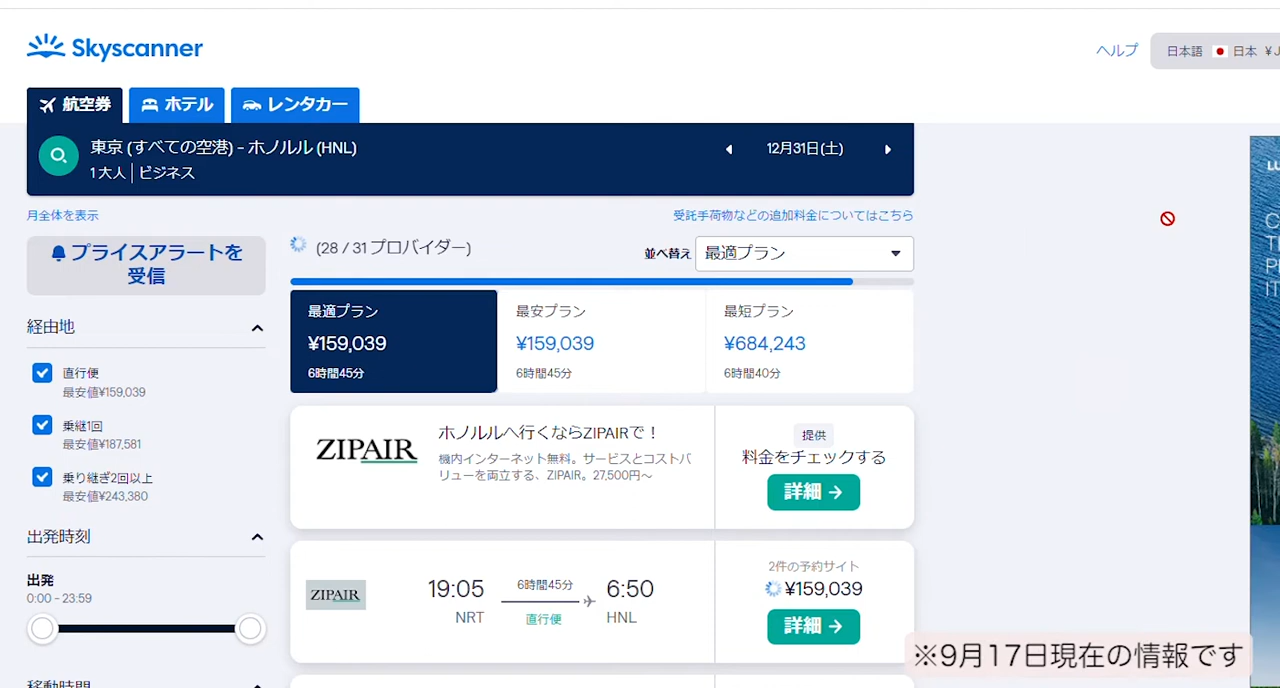 Skyscanner
ヘルプ
日本語 日本 ¥J
航空券
ホテル
レンタカー
東京 (すべての空港) - ホノルル (HNL)
1 大人 | ビジネス
12月31日(土)
月全体を表示
受託手荷物などの追加料金についてはこちら
プライスアラートを
受信
(28 / 31 プロバイダー)
並べ替え 最適プラン
最適プラン
¥159,039
6時間45分
最安プラン
¥159,039
6時間45分
最短プラン
¥684,243
6時間40分
経由地
直行便
最安値¥159,039
乗継1回
最安値¥187,581
乗り継ぎ2回以上
最安値¥243,380
出発時刻
出発
0:00 - 23:59
移動時間
ZIPAIR
ホノルルへ行くならZIPAIRで！
機内インターネット無料。サービスとコストバ
リューを両立する、ZIPAIR。27,500円～
提供
料金をチェックする
詳細 →
ZIPAIR
19:05
NRT
6時間45分
直行便
6:50
HNL
2件の予約サイト
¥159,039
詳細 →
※9月17日現在の情報です